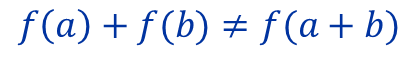 f(a) + f(b) ≠ f(a + b)